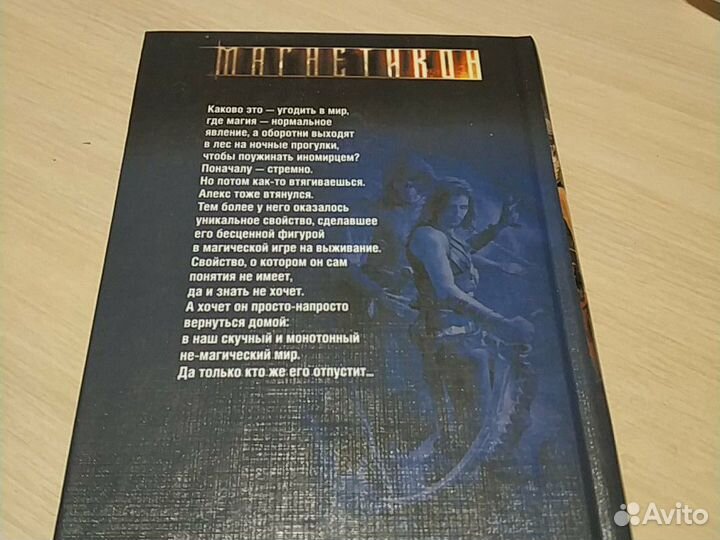 МАГНЕТИКОН
Каково это — угодить в мир,
где магия — нормальное
явление, а оборотни выходят
в лес на ночные прогулки,
чтобы поужинать иномирцем?
Поначалу — стремно.
Но потом как-то втягиваешься.
Алекс тоже втянулся.
Тем более у него оказалось
уникальное свойство, сделавшее
его бесценной фигурой
в магической игре на выживание.
Свойство, о котором он сам
понятия не имеет,
да и знать не хочет.
А хочет он просто-напросто
вернуться домой:
в наш скучный и монотонный
не-магический мир.
Да только кто же его отпустит...
Avito